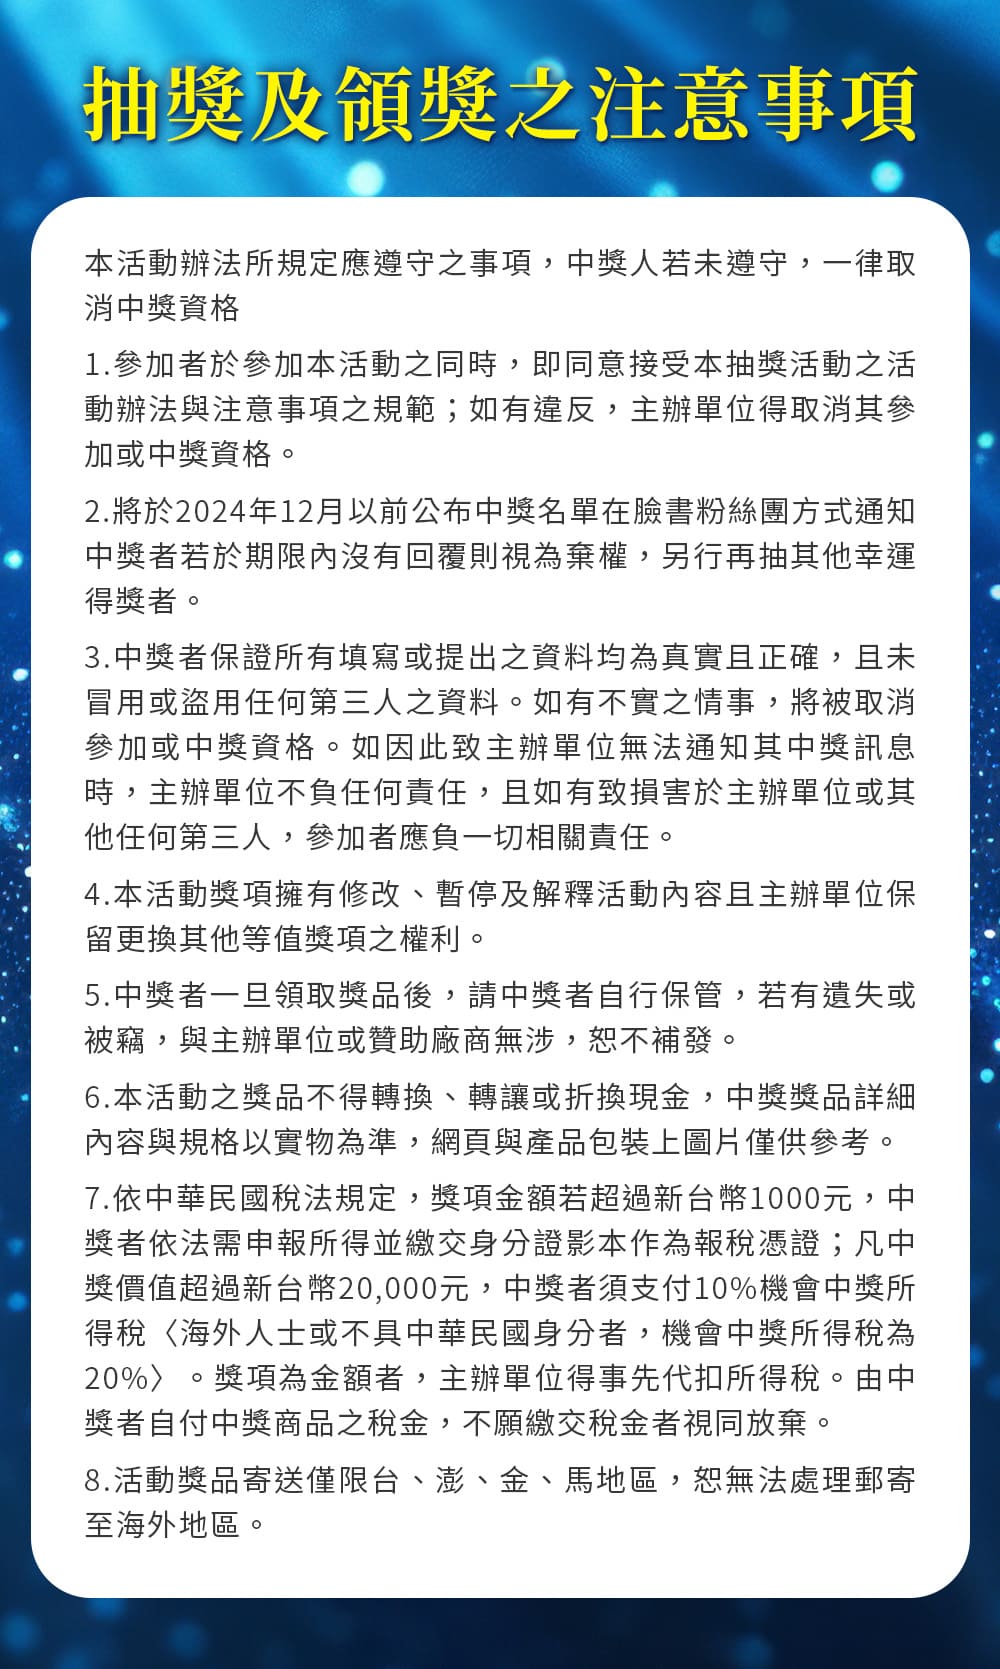 抽獎及領獎之注意事項
本活動辦法所規定應遵守之事項，中獎人若未遵守，一律取
消中獎資格
1.參加者於參加本活動之同時，即同意接受本抽獎活動之活
動辦法與注意事項之規範；如有違反，主辦單位得取消其參
加或中獎資格。
2.將於2024年12月以前公布中獎名單在臉書粉絲團方式通知
中獎者若於期限內沒有回覆則視為棄權，另行再抽其他幸運
得獎者。
3.中獎者保證所有填寫或提出之資料均為真實且正確，且未
冒用或盜用任何第三人之資料。如有不實之情事，將被取消
參加或中獎資格。如因此致主辦單位無法通知其中獎訊息
時，主辦單位不負任何責任，且如有致損害於主辦單位或其
他任何第三人，參加者應負一切相關責任。
4.本活動獎項擁有修改、暫停及解釋活動內容且主辦單位保
留更換其他等值獎項之權利。
5.中獎者一旦領取獎品後，請中獎者自行保管，若有遺失或
被竊，與主辦單位或贊助廠商無涉，恕不補發。
6.本活動之獎品不得轉換、轉讓或折換現金，中獎獎品詳細
內容與規格以實物為準，網頁與產品包裝上圖片僅供參考。
7.依中華民國稅法規定，獎項金額若超過新台幣1000元，中
獎者依法需申報所得並繳交身分證影本作為報稅憑證；凡中
獎價值超過新台幣20,000元，中獎者須支付10%機會中獎所
得稅〈海外人士或不具中華民國身分者，機會中獎所得稅為
20%〉。獎項為金額者，主辦單位得事先代扣所得稅。由中
獎者自付中獎商品之稅金，不願繳交稅金者視同放棄。
8.活動獎品寄送僅限台、澎、金、馬地區，恕無法處理郵寄
至海外地區。